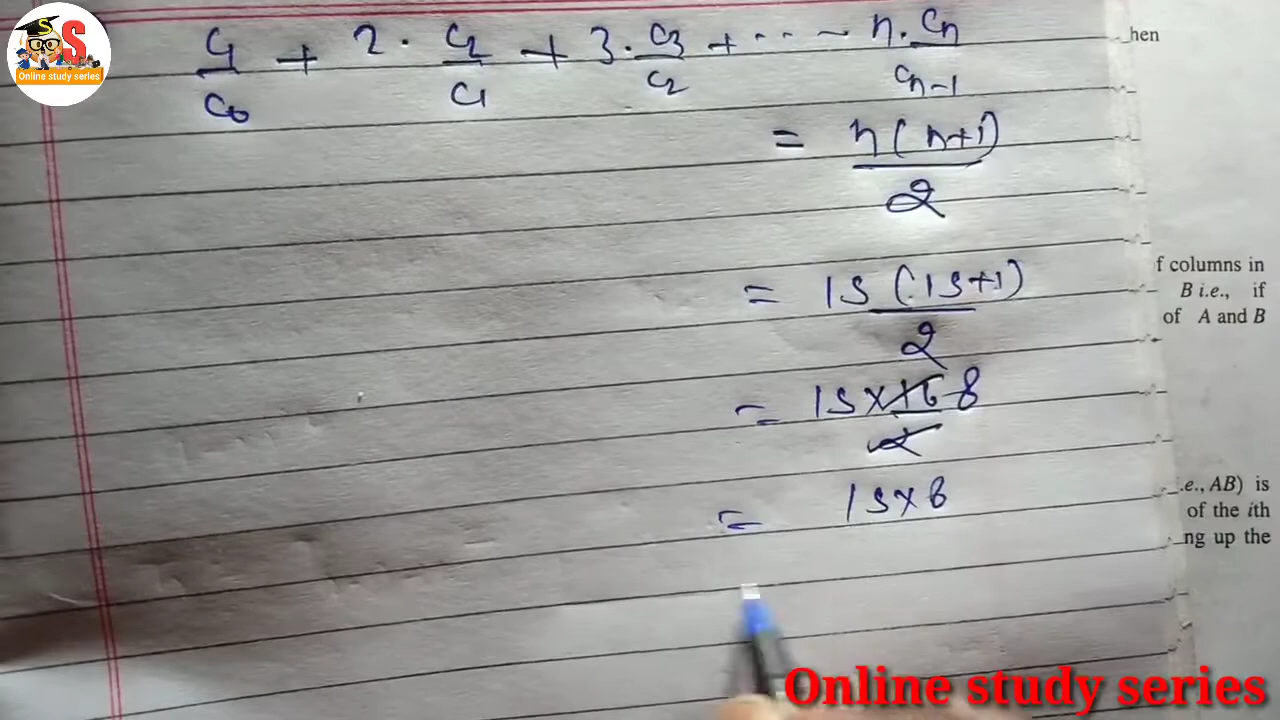 S S
Online study series
C1/C0 + 2 · C2/C1 + 3 · C3/C2 + ... n · Cn/Cn-1
= n(n+1)/2
= 15(15+1)/2
= 15×16/2 8
= 15×8
hen
f columns in
B i.e., if
of A and B
.e., AB) is
of the ith
ng up the
Online study series